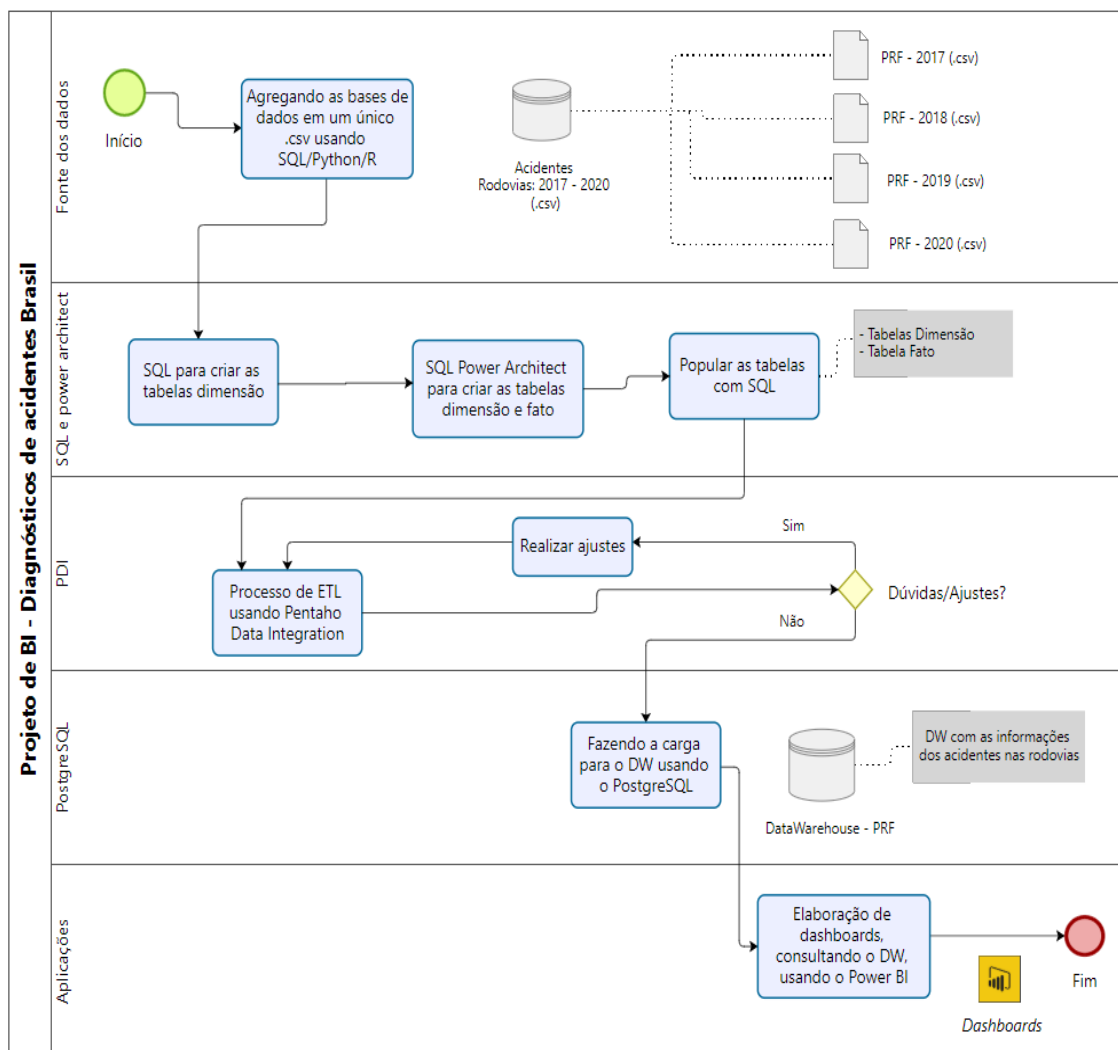 Projeto de BI - Diagnósticos de acidentes Brasil
Fonte dos dados
Início
Agregando as bases de
dados em um único
.csv usando
SQL/Python/R
Acidentes
Rodovias: 2017 - 2020
(.csv)
PRF - 2017 (.csv)
PRF - 2018 (.csv)
PRF - 2019 (.csv)
PRF - 2020 (.csv)
SQL e power architect
SQL para criar as
tabelas dimensão
SQL Power Architect
para criar as tabelas
dimensão e fato
Popular as tabelas
com SQL
- Tabelas Dimensão
- Tabela Fato
PDI
Processo de ETL
usando Pentaho
Data Integration
Realizar ajustes
Sim
Dúvidas/Ajustes?
Não
PostgreSQL
Fazendo a carga
para o DW usando
o PostgreSQL
DataWarehouse - PRF
DW com as informações
dos acidentes nas rodovias
Aplicações
Elaboração de
dashboards,
consultando o DW,
usando o Power BI
Dashboards
Fim